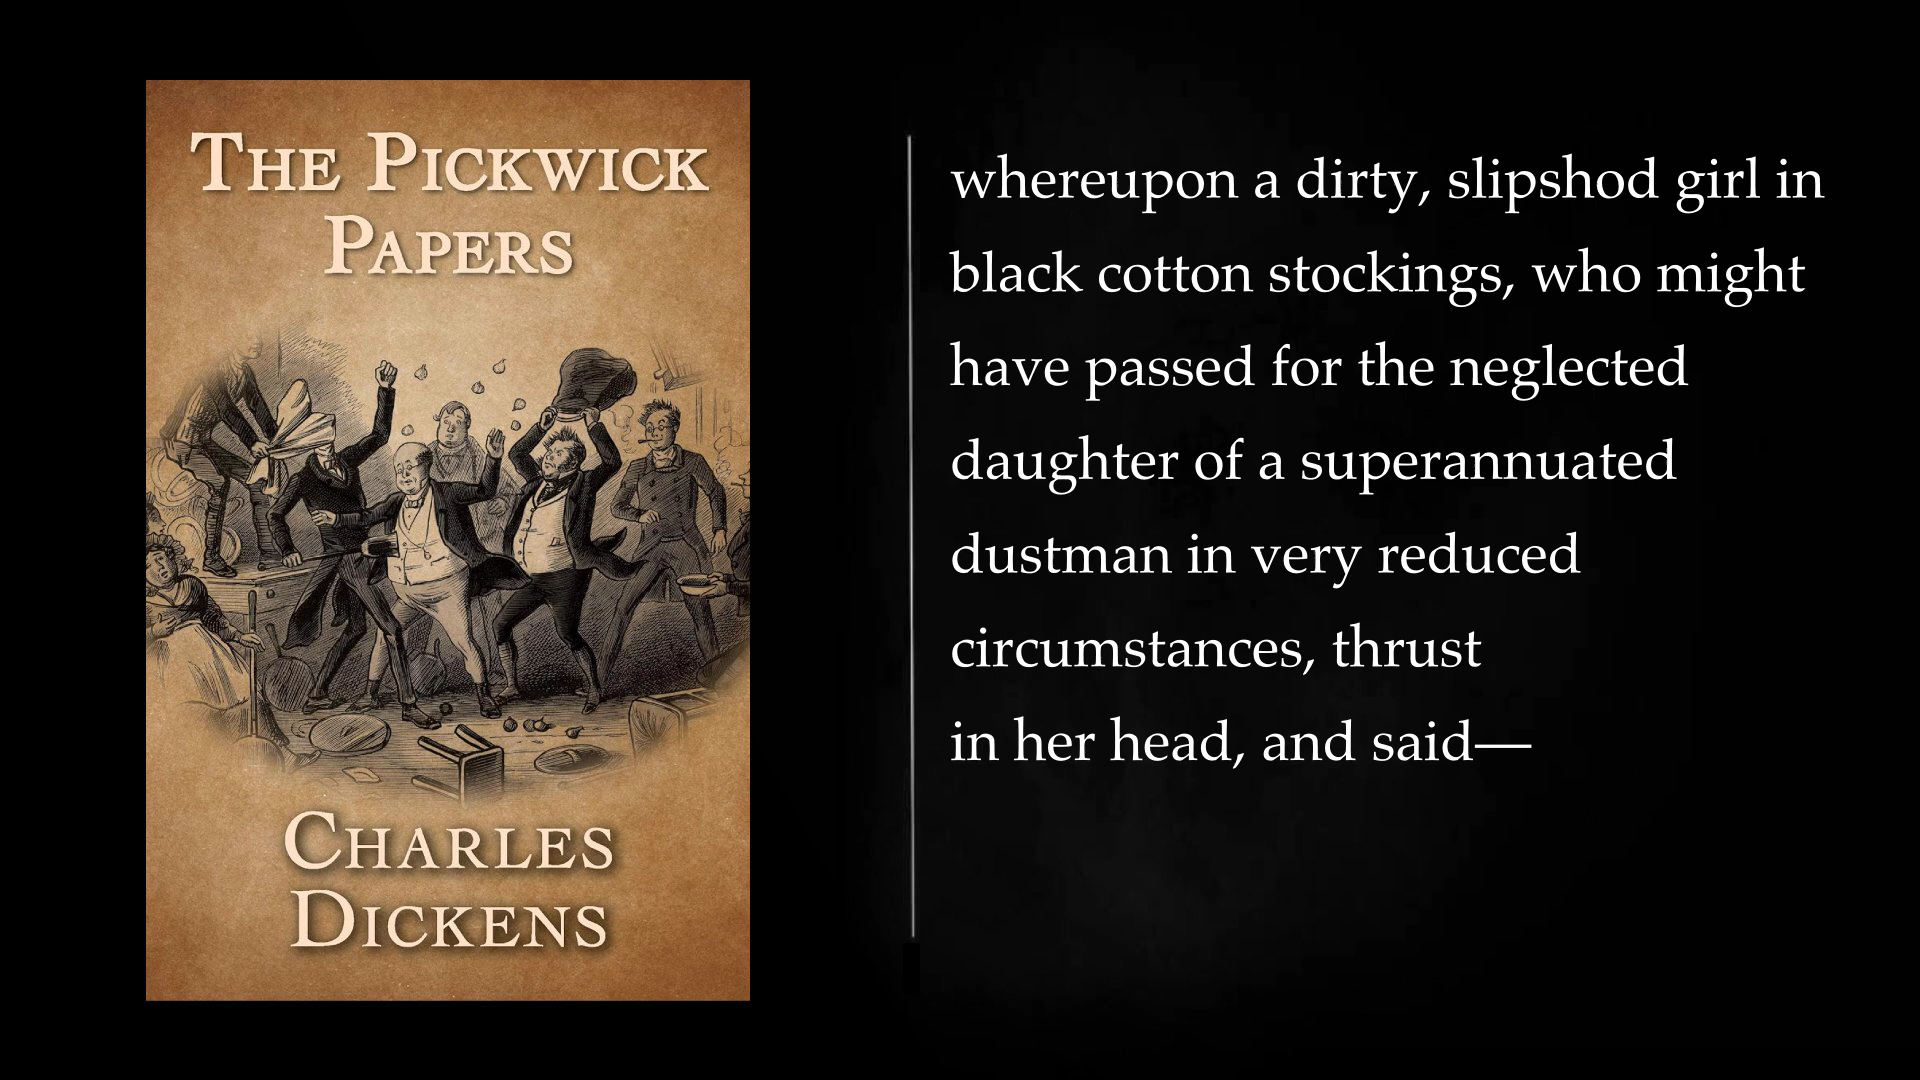 The Pickwick
Papers
Charles
Dickens
whereupon a dirty, slipshod girl in
black cotton stockings, who might
have passed for the neglected
daughter of a superannuated
dustman in very reduced
circumstances, thrust
in her head, and said—